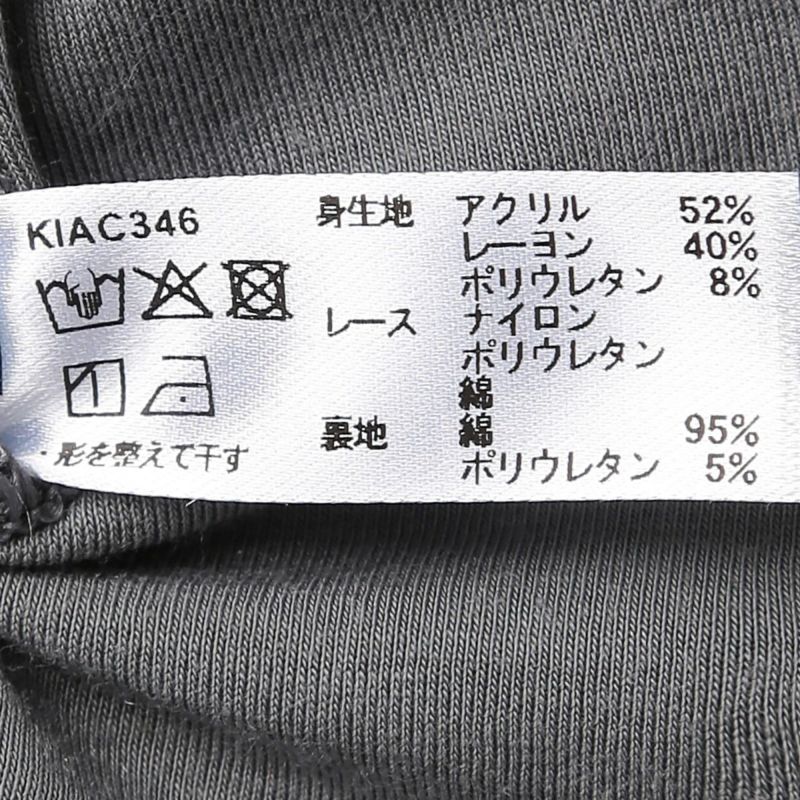 KIAC346
身生地 アクリル 52%
レーヨン 40%
ポリウレタン 8%
レース ナイロン
ポリウレタン
綿
裏地 綿 95%
ポリウレタン 5%
・形を整えて干す